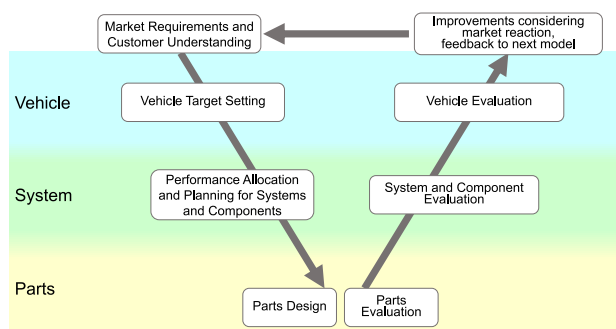 Market Requirements and
Customer Understanding
Improvements considering
market reaction,
feedback to next model
Vehicle
Vehicle Target Setting
Vehicle Evaluation
System
Performance Allocation
and Planning for Systems
and Components
System and Component
Evaluation
Parts
Parts Design
Parts
Evaluation